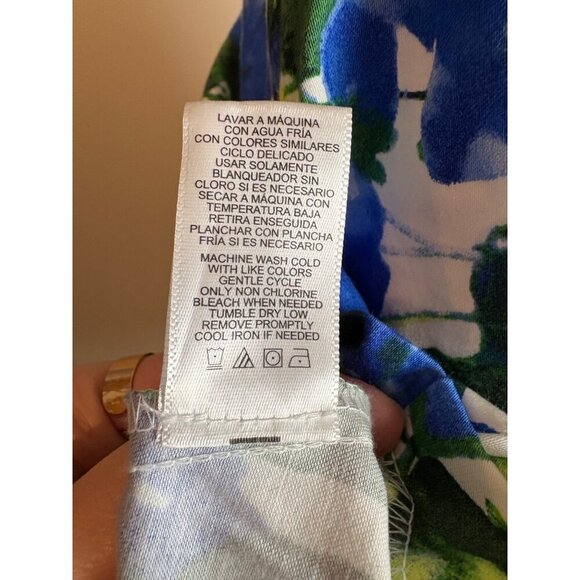 LAVAR A MÁQUINA
CON AGUA FRÍA
CON COLORES SIMILARES
CICLO DELICADO
USAR SOLAMENTE
BLANQUEADOR SIN
CLORO SI ES NECESARIO
SECAR A MÁQUINA CON
TEMPERATURA BAJA
RETIRA ENSEGUIDA
PLANCHAR CON PLANCHA
FRÍA SI ES NECESARIO
MACHINE WASH COLD
WITH LIKE COLORS
GENTLE CYCLE
ONLY NON CHLORINE
BLEACH WHEN NEEDED
TUMBLE DRY LOW
REMOVE PROMPTLY
COOL IRON IF NEEDED